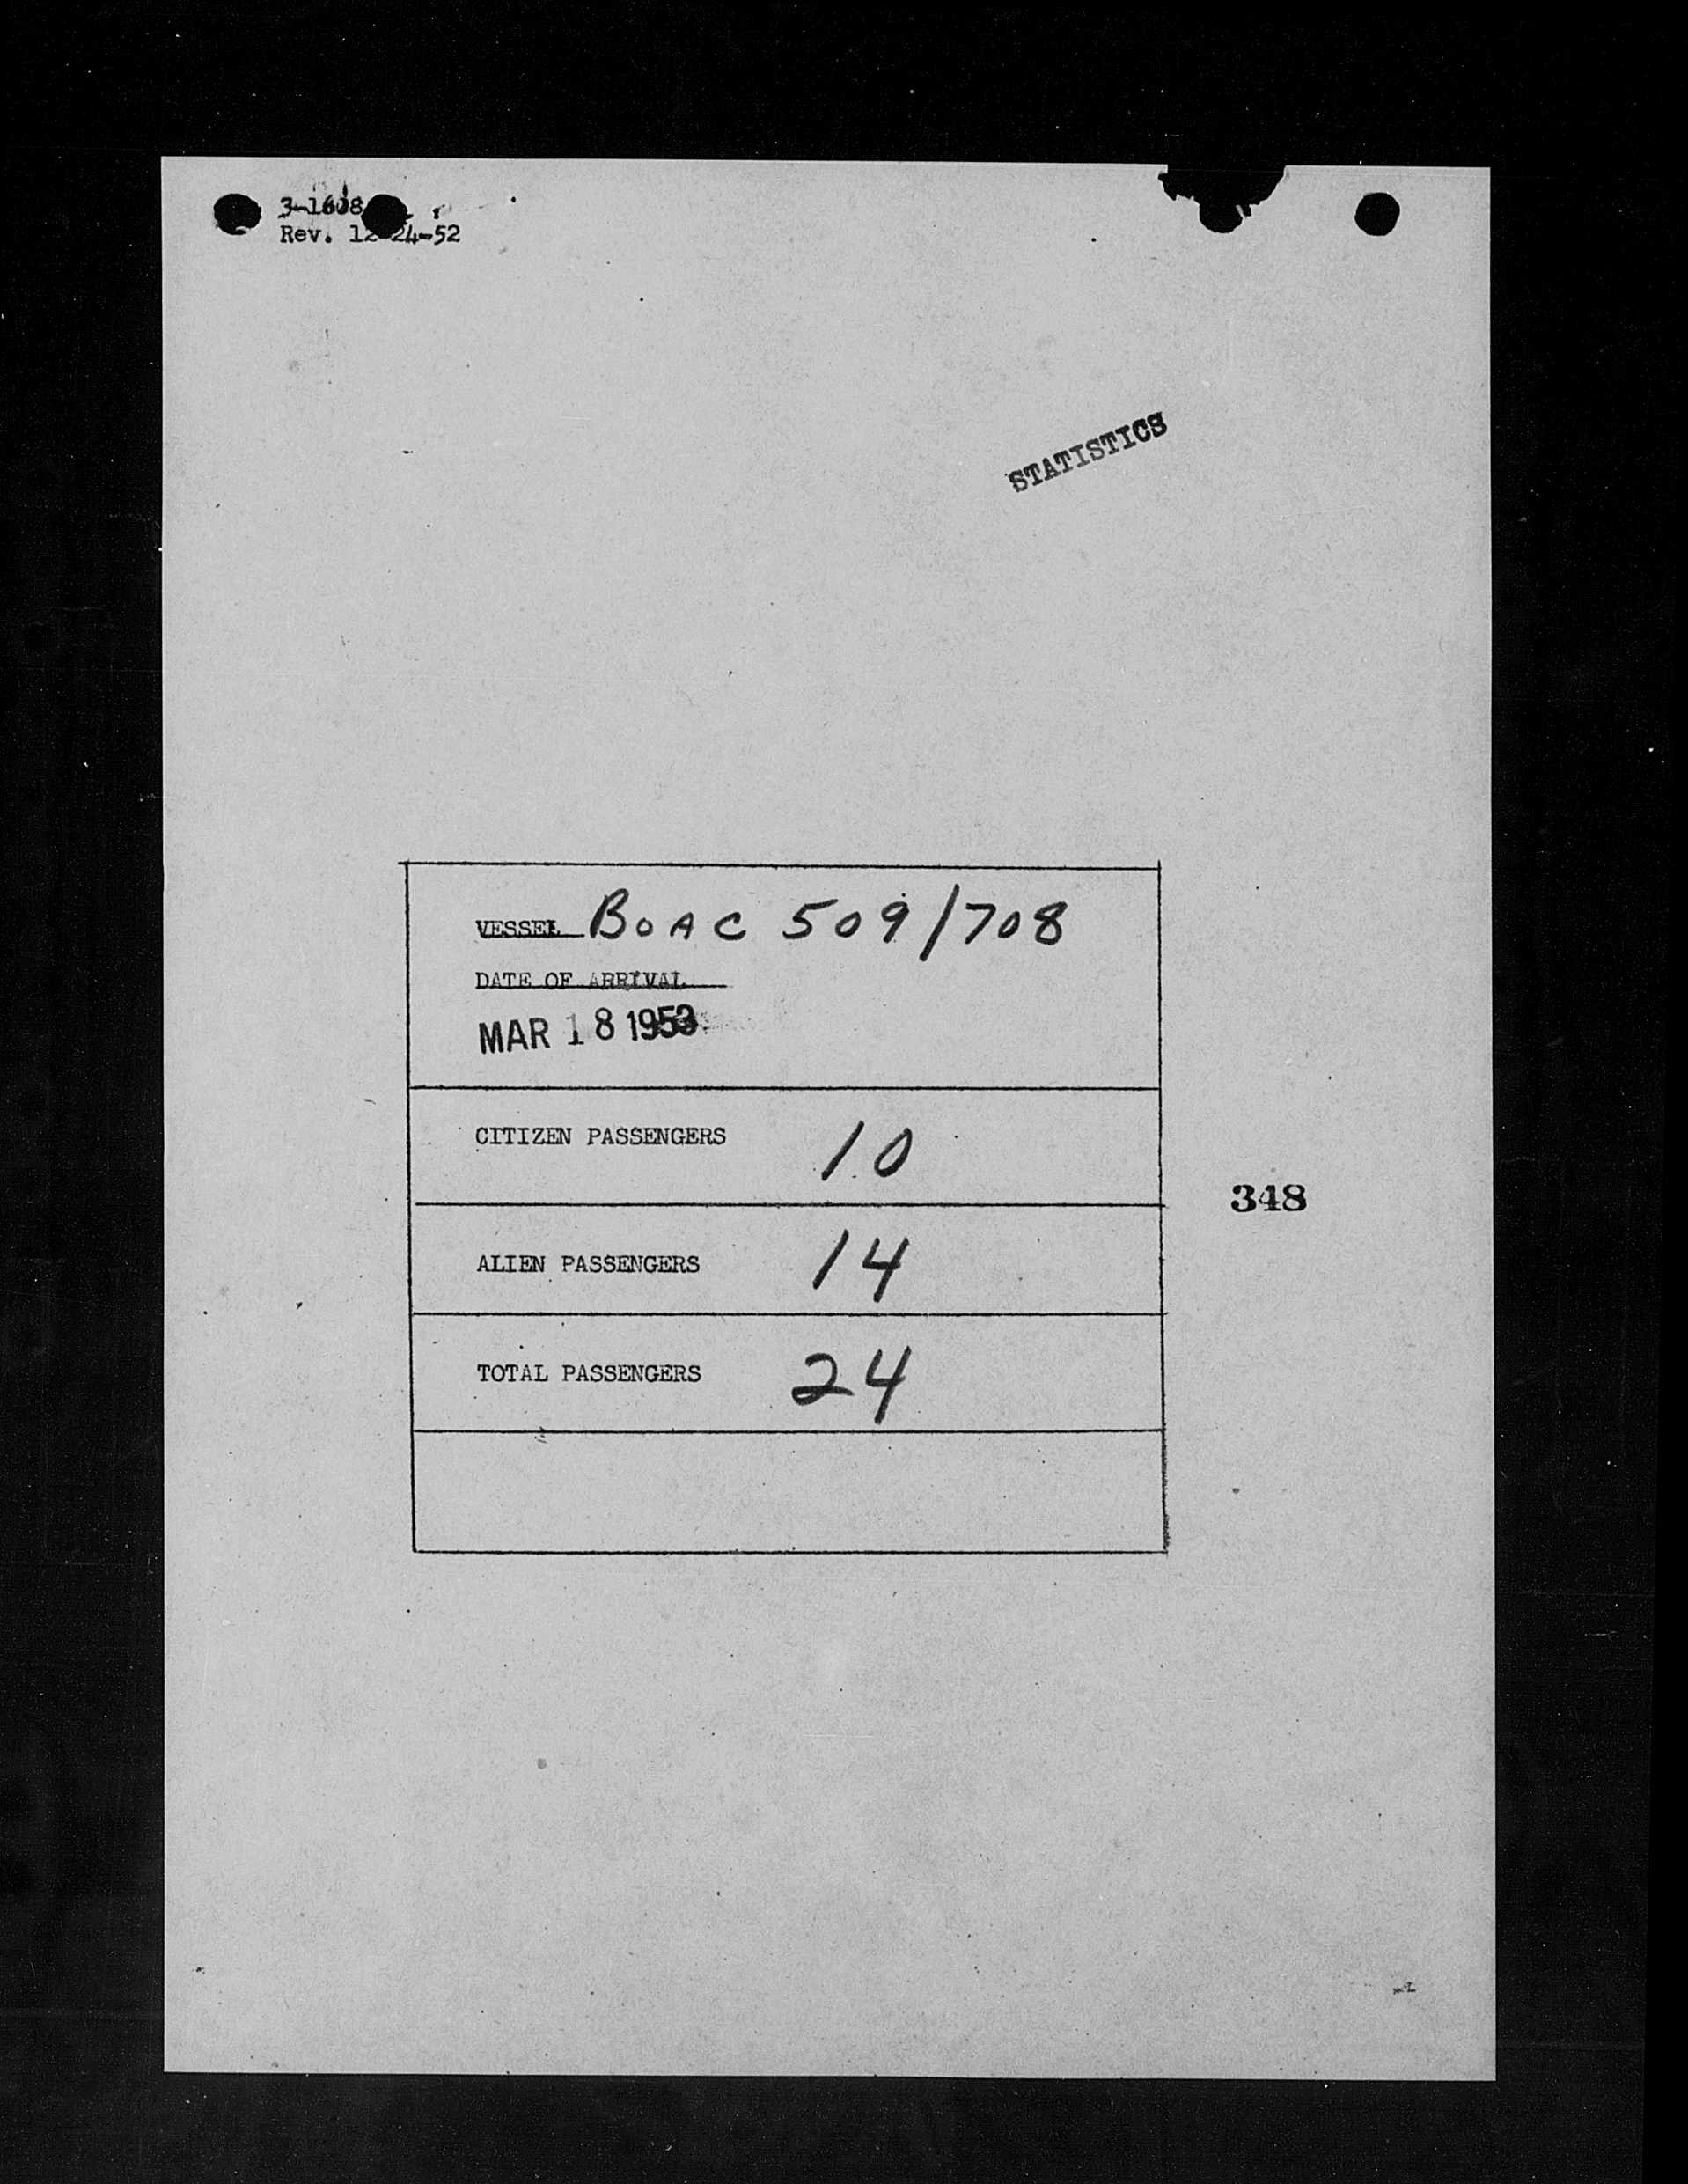 3-1608
Rev. 12-24-52
STATISTICS
VESSEL BOAC 509/708
DATE OF ARRIVAL
MAR 18 1953
CITIZEN PASSENGERS 10
348
ALIEN PASSENGERS 14
TOTAL PASSENGERS 24